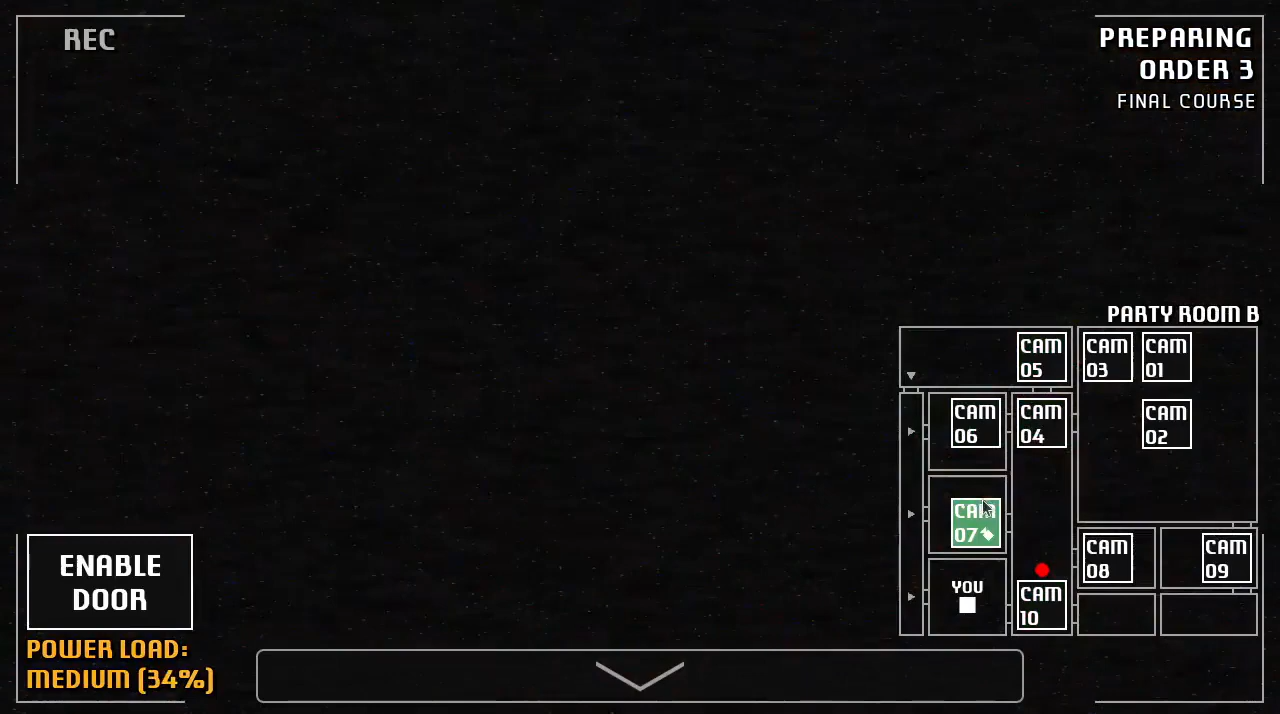 REC
PREPARING
ORDER 3
FINAL COURSE
PARTY ROOM B
CAM
05
CAM
03
CAM
01
CAM
06
CAM
04
CAM
02
CAM
07
CAM
08
CAM
09
YOU
CAM
10
ENABLE
DOOR
POWER LOAD:
MEDIUM (34%)